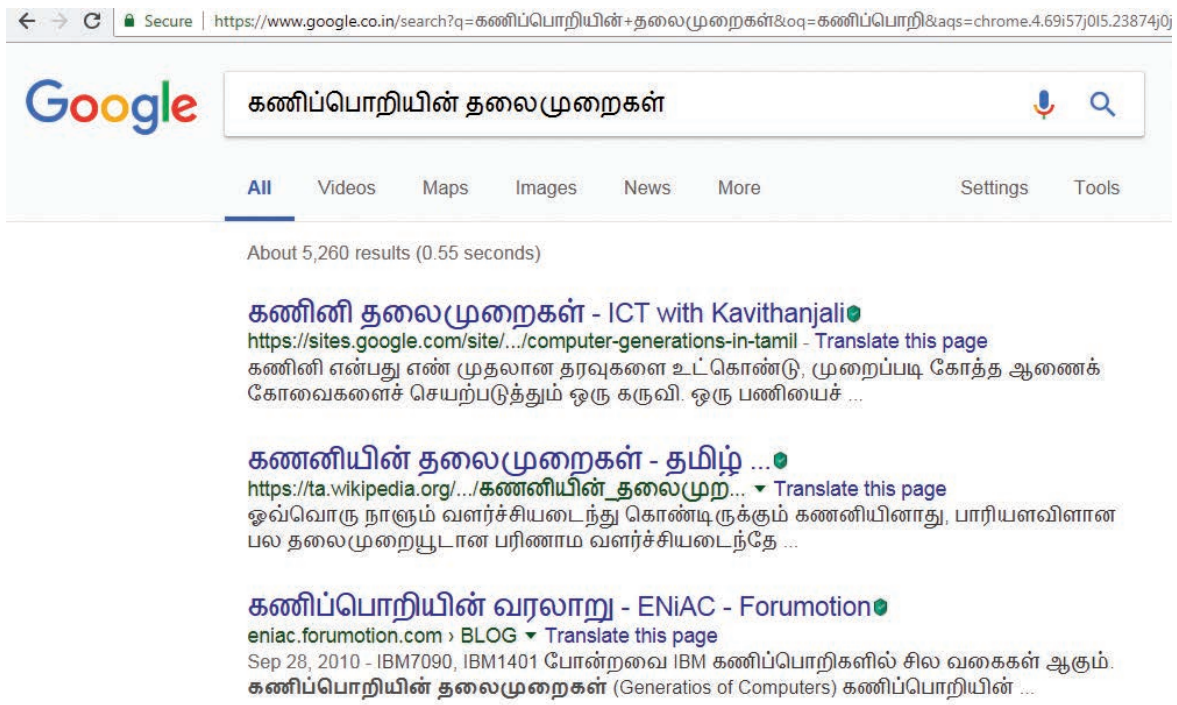 Secure | https://www.google.co.in/search?q=கணிப்பொறியின்+தலைமுறைகள்&oq=கணிப்பொறி&aqs=chrome.4.69i57j0l5.23874j0j
Google கணிப்பொறியின் தலைமுறைகள்
All Videos Maps Images News More Settings Tools
About 5,260 results (0.55 seconds)
கணினி தலைமுறைகள் - ICT with Kavithanjali
https://sites.google.com/site/.../computer-generations-in-tamil - Translate this page
கணினி என்பது எண் முதலான தரவுகளை உட்கொண்டு, முறைப்படி கோத்த ஆணைக்
கோவைகளைச் செயற்படுத்தும் ஒரு கருவி. ஒரு பணியைச் ...
கணனியின் தலைமுறைகள் - தமிழ் ...
https://ta.wikipedia.org/.../கணனியின்_தலைமுற... Translate this page
ஓவ்வொரு நாளும் வளர்ச்சியடைந்து கொண்டிருக்கும் கணனியினாது, பாரியளவிளான
பல தலைமுறையூடான பரிணாம வளர்ச்சியடைந்தே ...
கணிப்பொறியின் வரலாறு - ENiAC - Forumotion
eniac.forumotion.com › BLOG Translate this page
Sep 28, 2010 - IBM7090, IBM1401 போன்றவை IBM கணிப்பொறிகளில் சில வகைகள் ஆகும்.
கணிப்பொறியின் தலைமுறைகள் (Generatios of Computers) கணிப்பொறியின் ...